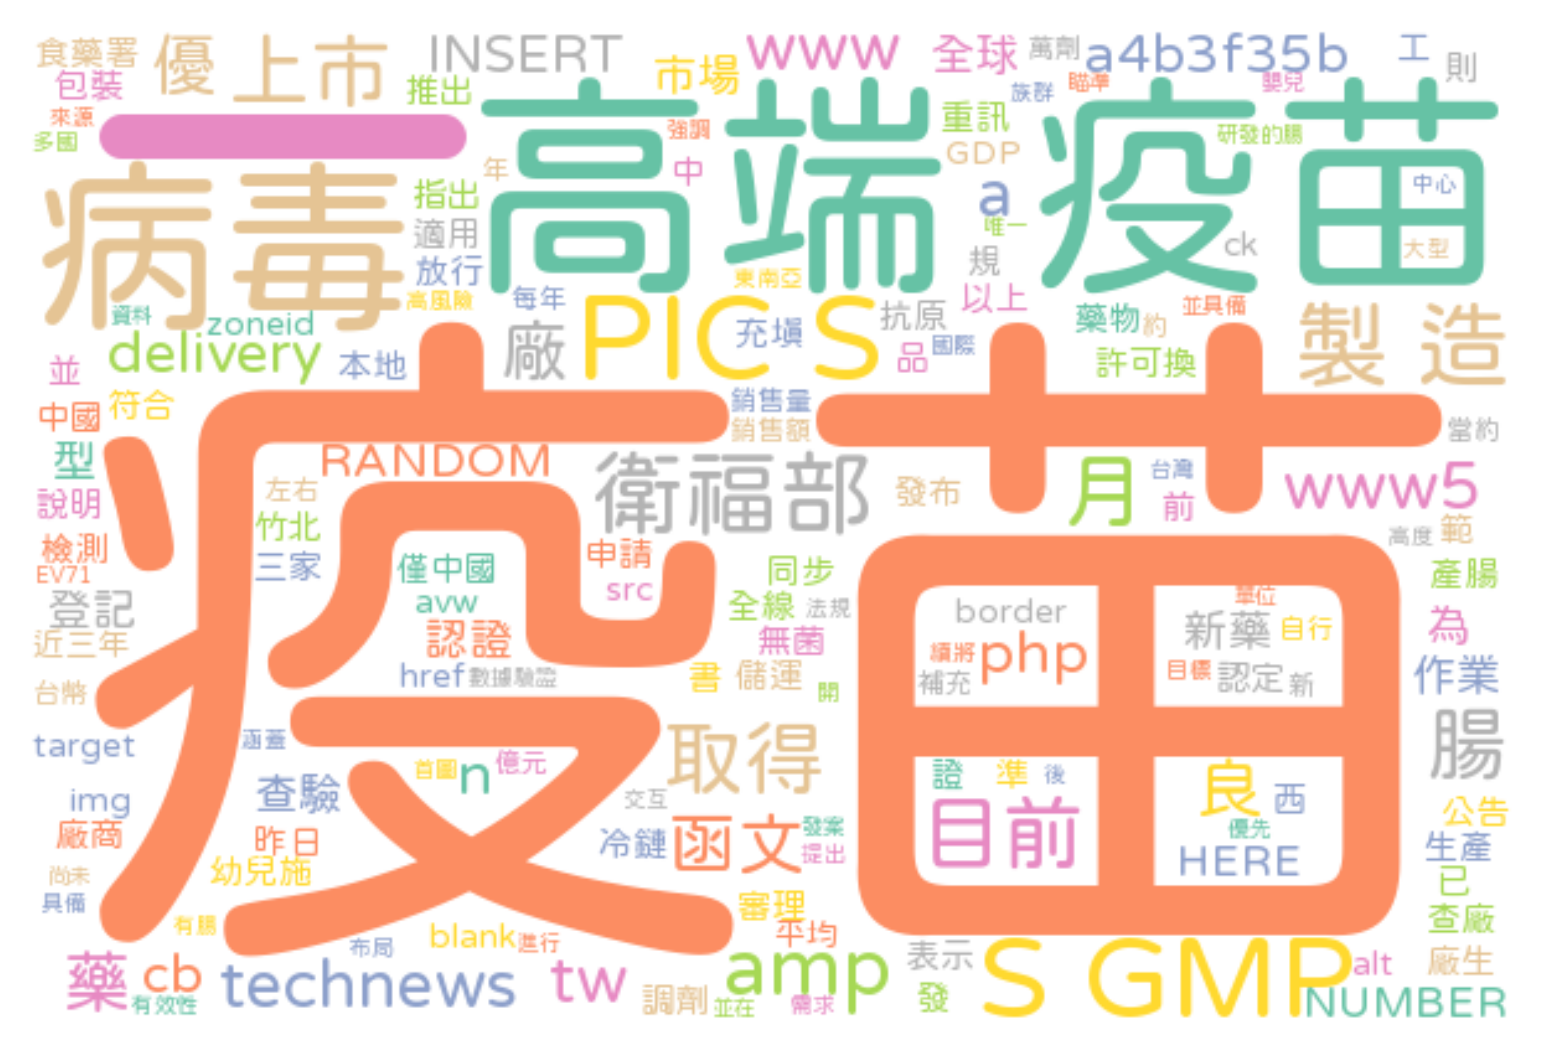 食藥署 優 上市 INSERT 市場 www 全球 萬劑 a4b3f35b 工 則
包裝 推出 族群 瞄準 嬰兒
來源 一 高端 疫苗 強調 重訊 研發的腸
多國 病毒 年 中 GDP
指出 a 中心
適用 唯一 ck 大型
放行 規
高風險 每年 東南亞 以上 並具備
資料 zoneid 廠 PIC S 充填 抗原 藥物 約 製造
delivery 本地 品 國際 許可換
並
中國 符合 疫苗 銷售量
銷售額 當約
型 RANDOM 衛福部 月 台灣 www5
說明 左右 發布 前
竹北 高度 範
檢測 三家 僅中國 申請 同步 產腸
EV71 avw src 全線 法規 border 單位
登記 認證 無菌 新藥 自行 為
近三年 href 數據驗證 書 儲運 續將 php 目標 認定 新 作業
台幣 開 補充
target 涵蓋 取得 腸
首圖 n 億元 證 準 後
img 查驗 交互 目前 良 西 公告
廠商 昨日 冷鏈 函文 發案 優先 生產
幼兒施 提出 HERE
尚未 已
具備 審理 查廠
有腸 布局 blank 進行 平均
藥 cb technews tw amp 表示 S GMP alt 廠生
有效性 調劑 並在 需求 發 NUMBER